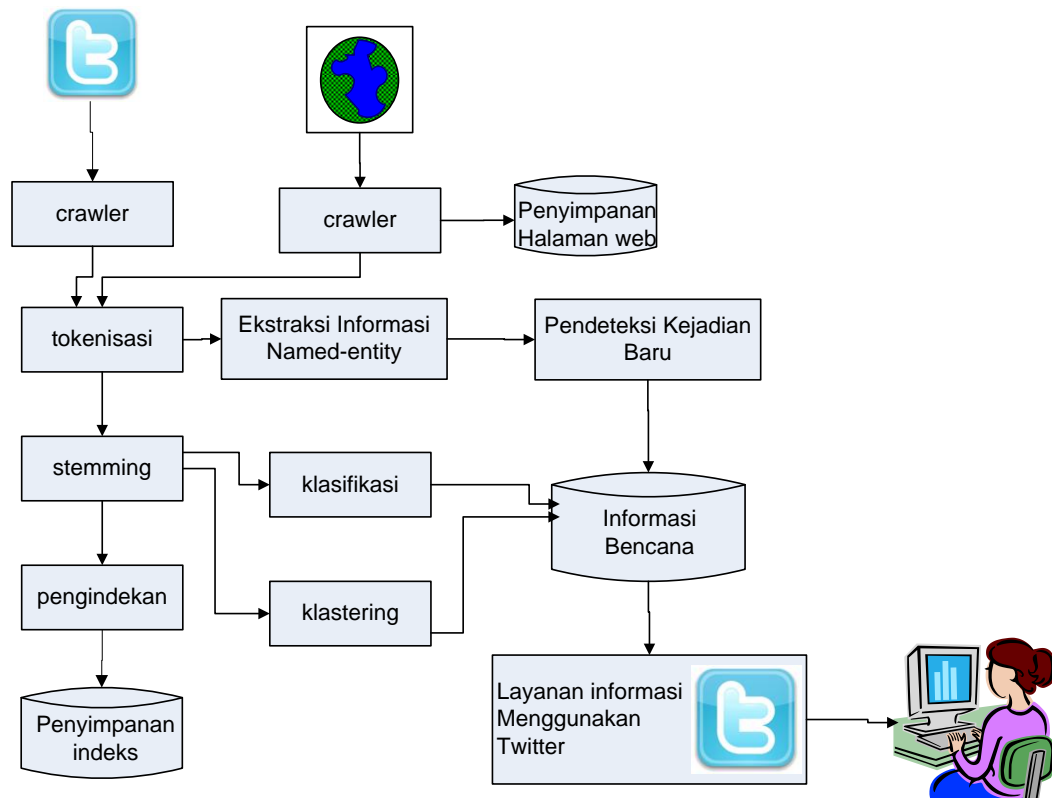 crawler
crawler
Penyimpanan
Halaman web
tokenisasi
Ekstraksi Informasi
Named-entity
Pendeteksi Kejadian
Baru
stemming
klasifikasi
Informasi
Bencana
pengindekan
klastering
Penyimpanan
indeks
Layanan informasi
Menggunakan
Twitter